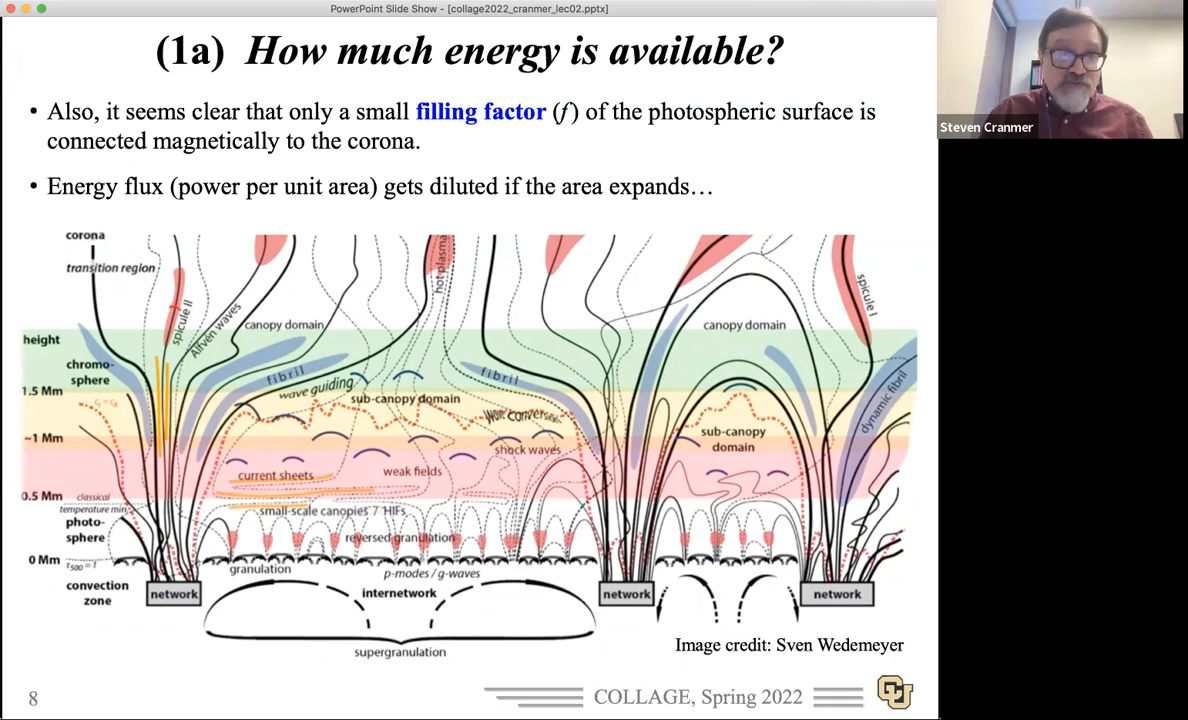 PowerPoint Slide Show - [collage2022_cranmer_lec02.pptx]
(1a) How much energy is available?
• Also, it seems clear that only a small filling factor (f) of the photospheric surface is
connected magnetically to the corona.
• Energy flux (power per unit area) gets diluted if the area expands…
corona
transition region
height
chromo-
sphere
1.5 Mm
~1 Mm
0.5 Mm
classical
temperature min.
photo-
sphere
0 Mm
τ500 = 1
convection
zone
spicule II
Alfvén waves
canopy domain
hot plasma
fibril
wave guiding
sub-canopy domain
fibril
shock waves
current sheets
weak fields
small-scale canopies / HIFs
reversed granulation
granulation
p-modes / g-waves
network
internetwork
supergranulation
network
canopy domain
sub-canopy
domain
spicule I
dynamic fibril
network
Image credit: Sven Wedemeyer
8
COLLAGE, Spring 2022
CU
Steven Cranmer